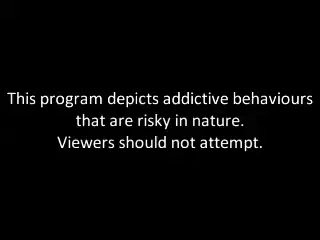 This program depicts addictive behaviours
that are risky in nature.
Viewers should not attempt.